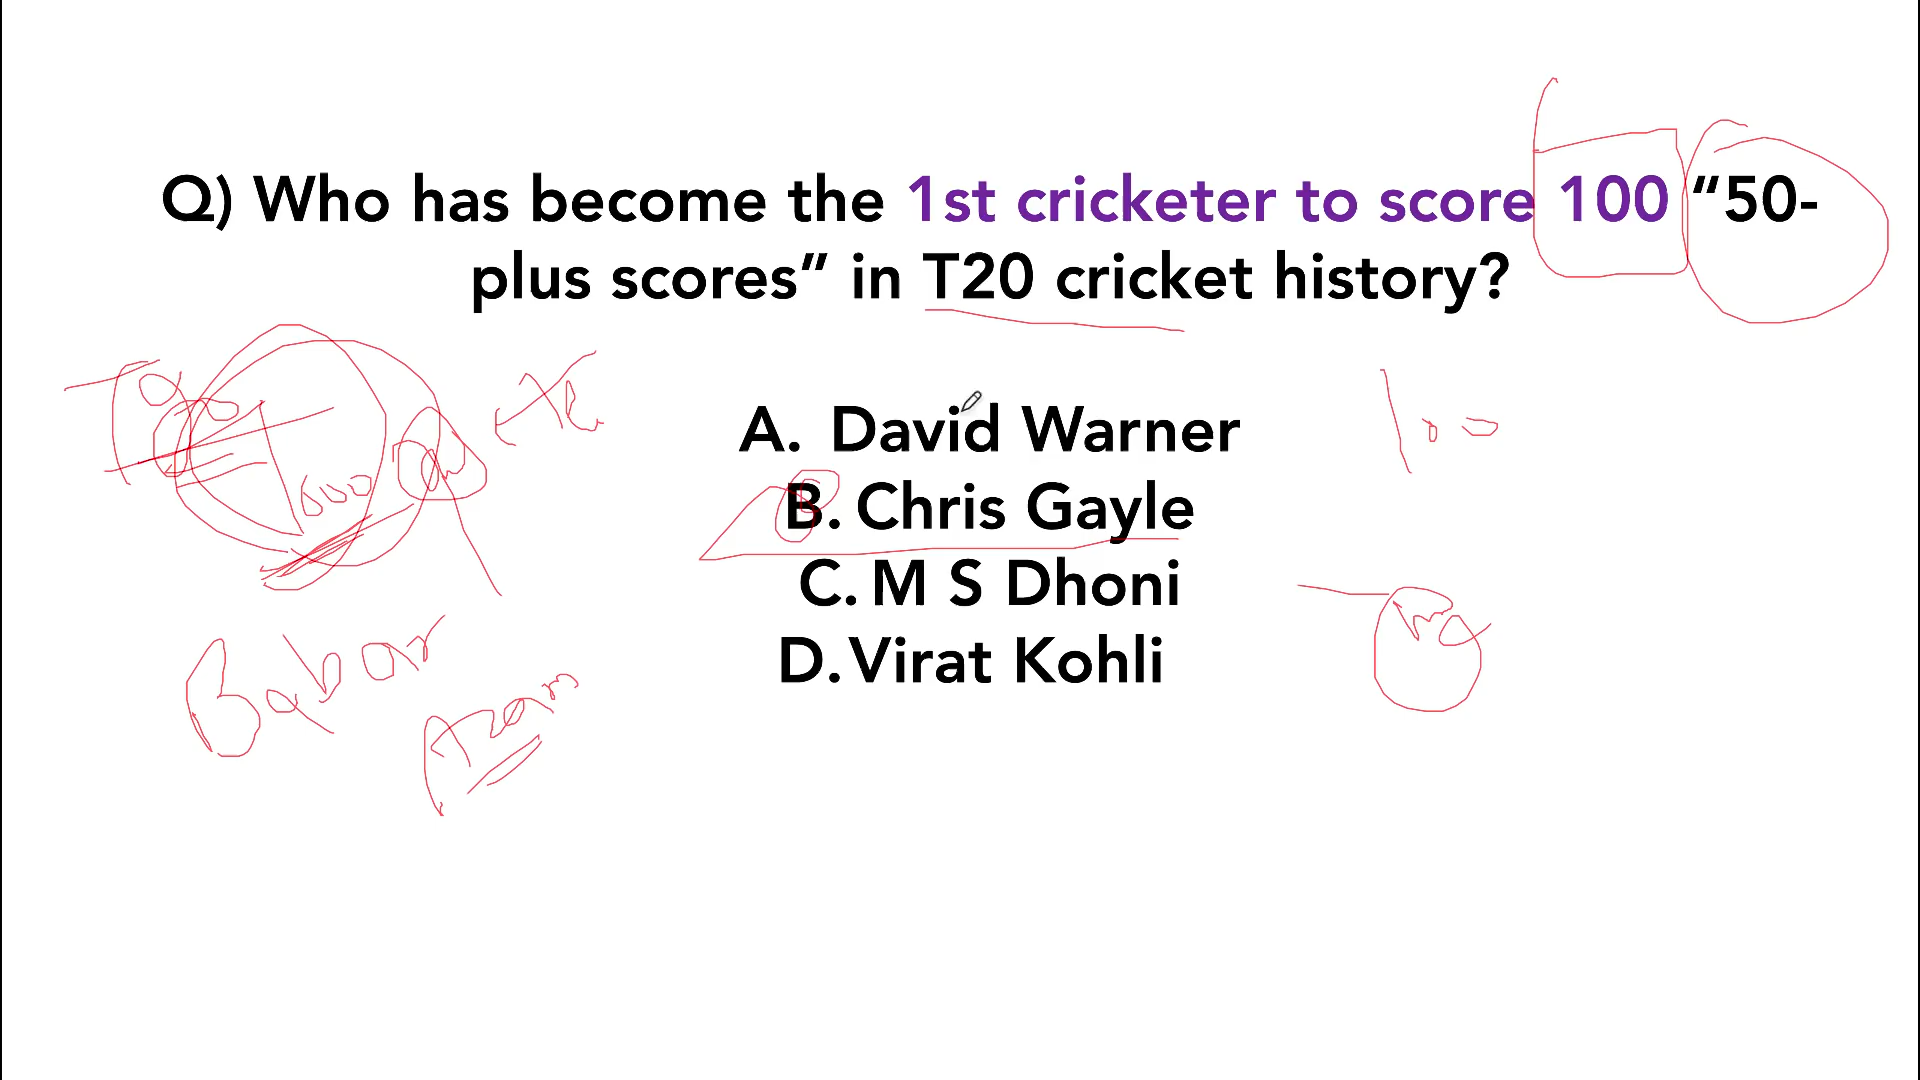 Q) Who has become the 1st cricketer to score 100 “50-
plus scores” in T20 cricket history?
A. David Warner
100
B. Chris Gayle
C. M S Dhoni
D. Virat Kohli
Babar
Azam